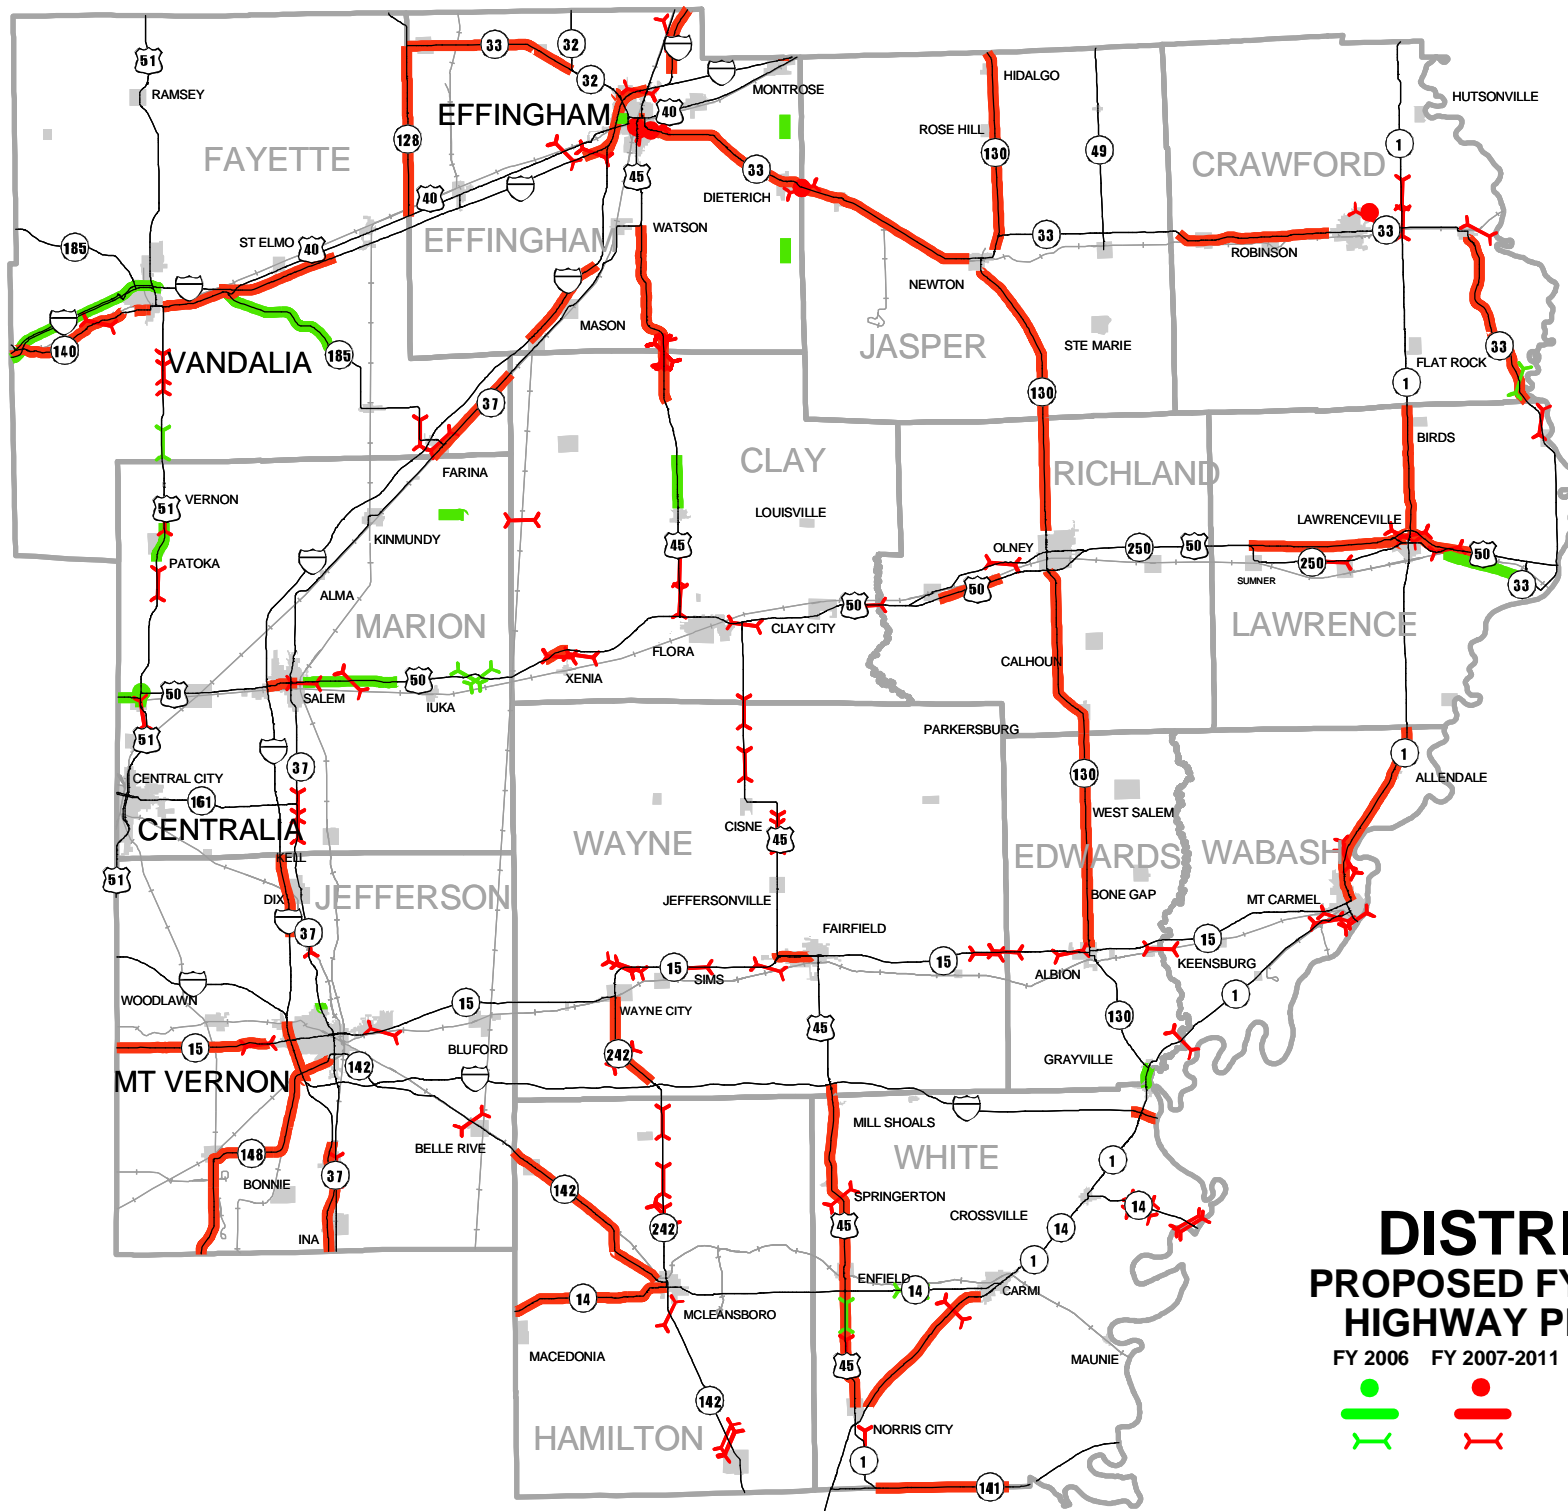 51
33
32
HIDALGO
RAMSEY
32
MONTROSE
HUTSONVILLE
EFFINGHAM
40
ROSE HILL
128
130
49
1
FAYETTE
CRAWFORD
40
45
33
DIETERICH
185
ST ELMO
40
EFFINGHAM
WATSON
33
33
ROBINSON
NEWTON
MASON
140
VANDALIA
185
JASPER
STE MARIE
33
FLAT ROCK
37
130
1
BIRDS
CLAY
RICHLAND
FARINA
VERNON
51
LOUISVILLE
LAWRENCEVILLE
KINMUNDY
45
OLNEY
250
50
50
PATOKA
250
SUMNER
33
ALMA
50
MARION
50
CLAY CITY
LAWRENCE
FLORA
CALHOUN
XENIA
50
SALEM
50
IUKA
51
PARKERSBURG
1
37
130
ALLENDALE
CENTRAL CITY
161
WEST SALEM
CENTRALIA
CISNE
45
WAYNE
EDWARDS
WABASH
KELL
51
JEFFERSON
DIX
JEFFERSONVILLE
BONE GAP
MT CARMEL
37
FAIRFIELD
15
15
SIMS
15
ALBION
KEENSBURG
WOODLAWN
15
WAYNE CITY
1
130
45
15
BLUFORD
242
GRAYVILLE
142
MT VERNON
MILL SHOALS
BELLE RIVE
148
WHITE
1
37
BONNIE
142
SPRINGERTON
14
CROSSVILLE
242
45
14
INA
1
ENFIELD
14
CARMI
14
MCLEANSBORO
MACEDONIA
45
MAUNIE
142
HAMILTON
NORRIS CITY
1
141
DISTRI
PROPOSED FY
HIGHWAY P
FY 2006 FY 2007-2011